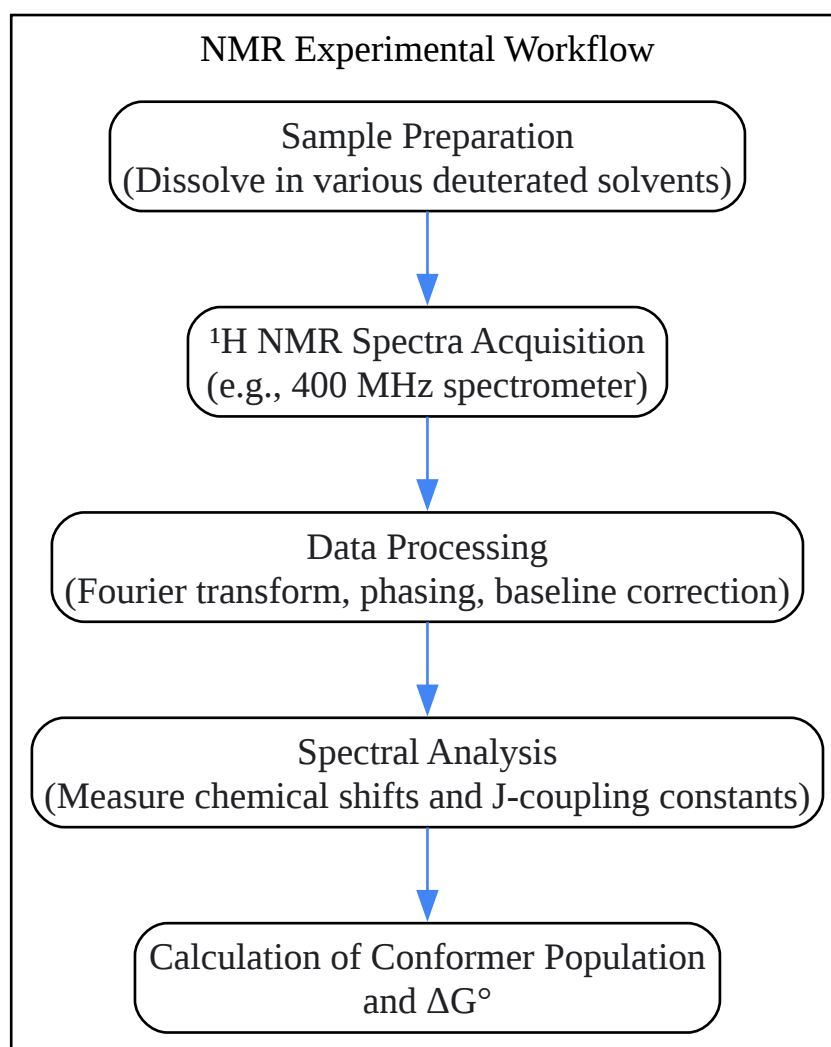 NMR Experimental Workflow
Sample Preparation
(Dissolve in various deuterated solvents)
¹H NMR Spectra Acquisition
(e.g., 400 MHz spectrometer)
Data Processing
(Fourier transform, phasing, baseline correction)
Spectral Analysis
(Measure chemical shifts and J-coupling constants)
Calculation of Conformer Population
and ΔG°